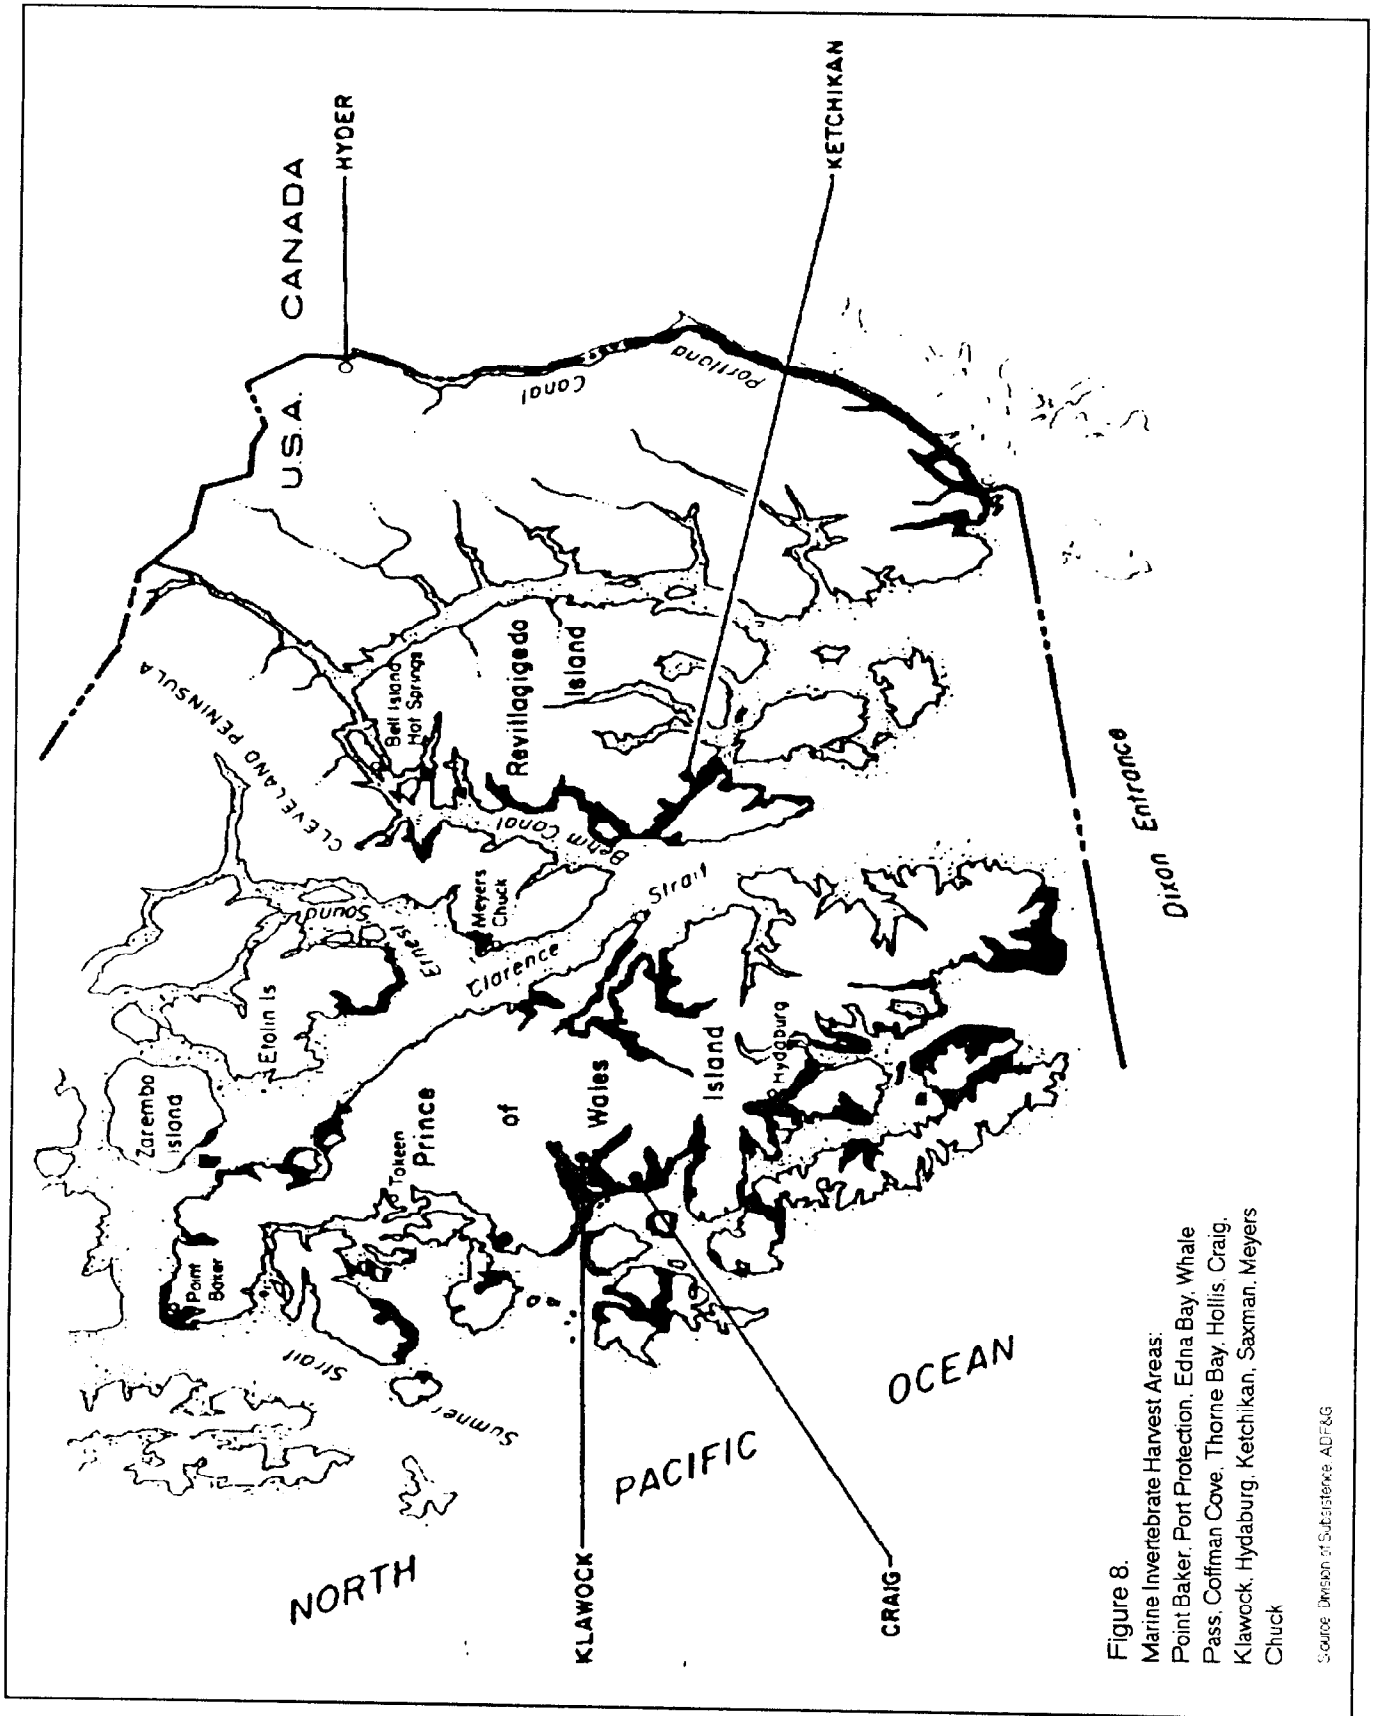 CANADA
HYDER
U.S.A.
KETCHIKAN
CLEVELAND PENINSULA
Bell Island
Hot Springs
Revillagigedo
Island
Behm Canal
Portland
Canal
Zarembo
Island
Etolin Is
Ernest
Sound
Meyers
Chuck
Clarence
Strait
Point
Baker
Tokeen
Prince
of
Wales
Island
Hydaburg
Sumner
Strait
Dixon Entrance
NORTH
PACIFIC
OCEAN
KLAWOCK
CRAIG
Figure 8.
Marine Invertebrate Harvest Areas:
Point Baker, Port Protection, Edna Bay, Whale
Pass, Coffman Cove, Thorne Bay, Hollis, Craig,
Klawock, Hydaburg, Ketchikan, Saxman, Meyers
Chuck
Source: Division of Subsistence, ADF&G